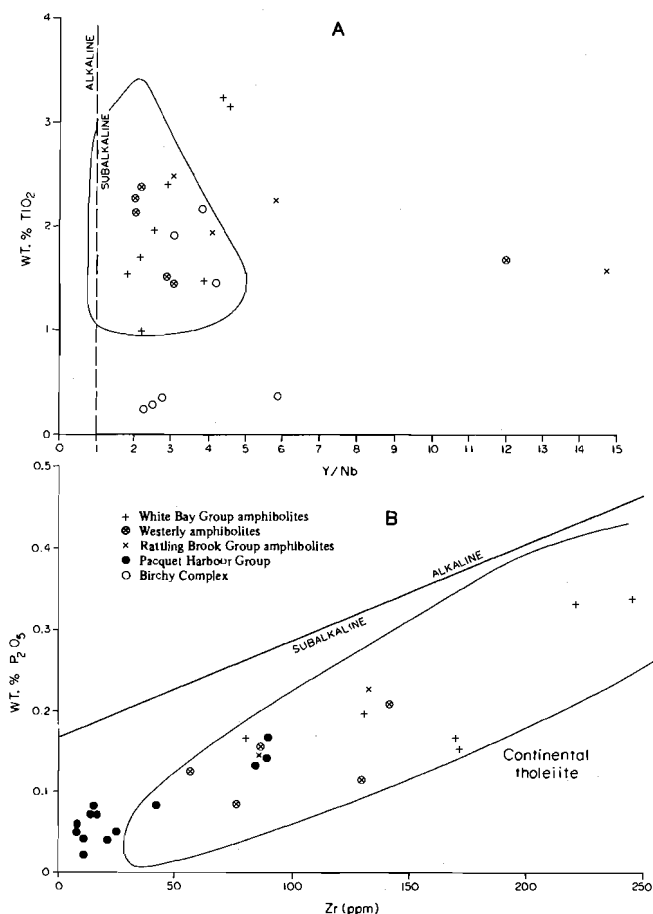 A
ALKALINE
SUBALKALINE
WT. % TIO2
4
3
2
1
0
0 1 2 3 4 5 6 7 8 9 10 11 12 13 14 15
Y/Nb
B
0.5
0.4
0.3
0.2
0.1
0
WT. % P2O5
+ White Bay Group amphibolites
⊗ Westerly amphibolites
× Rattling Brook Group amphibolites
● Pacquet Harbour Group
○ Birchy Complex
ALKALINE
SUBALKALINE
Continental
tholeiite
0 50 100 150 200 250
Zr (ppm)